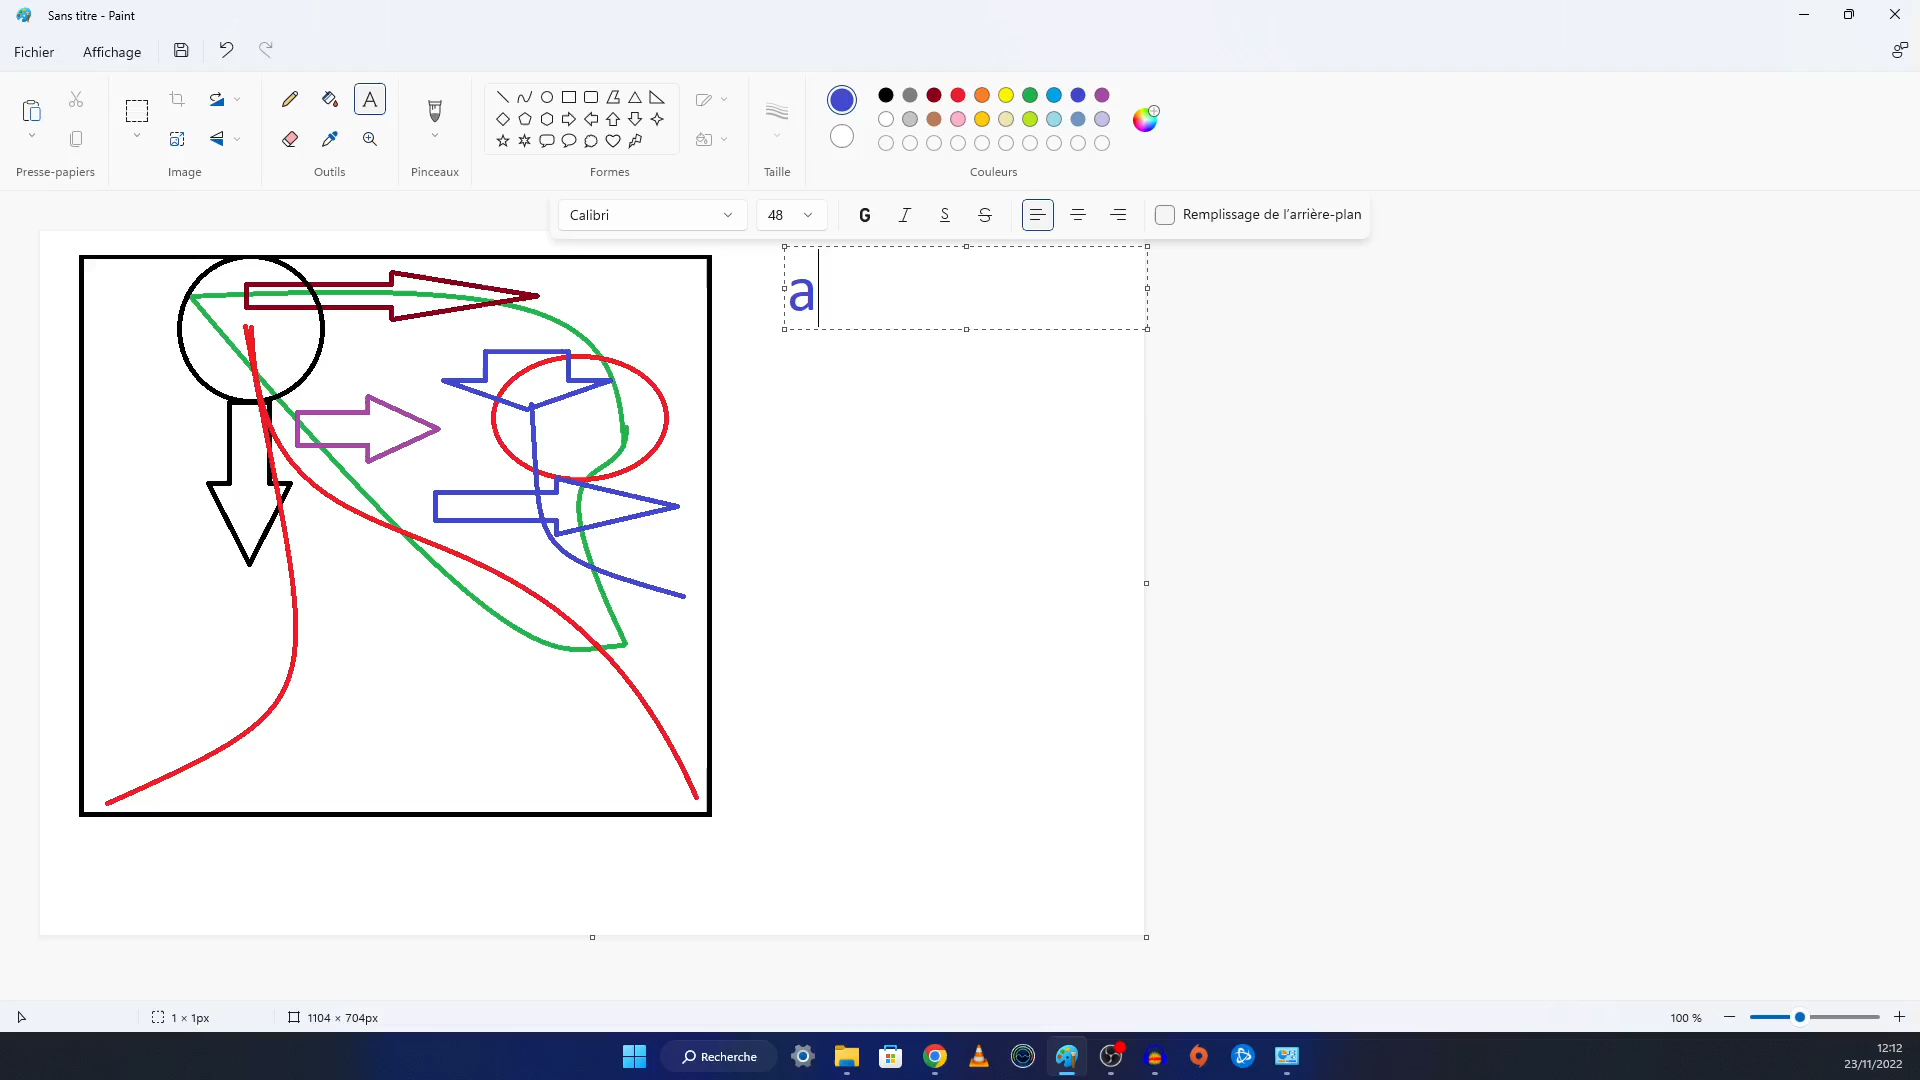 Sans titre - Paint
Fichier
Affichage
Presse-papiers
Image
Outils
Pinceaux
Formes
Taille
Couleurs
Calibri
48
G
I
S
S
Remplissage de l'arrière-plan
a
1 × 1px
1104 × 704px
100 %
Recherche
12:12
23/11/2022